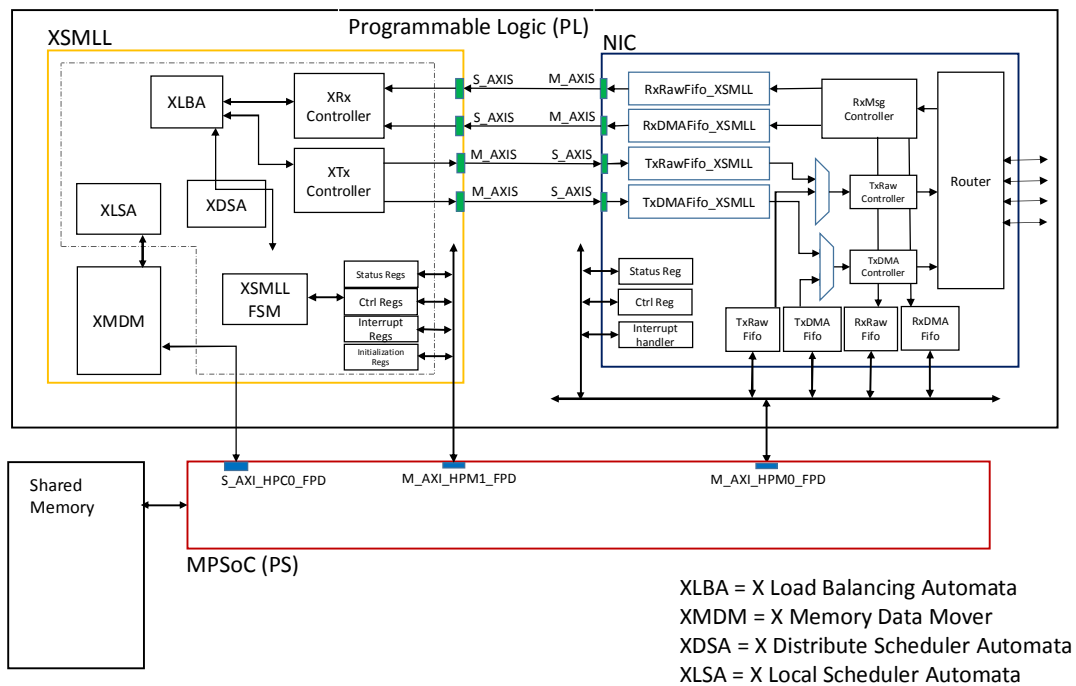 Programmable Logic (PL)
XSMLL
NIC
XLBA
XRx
Controller
S_AXIS
M_AXIS
RxRawFifo_XSMLL
RxMsg
Controller
S_AXIS
M_AXIS
RxDMAFifo_XSMLL
XTx
Controller
M_AXIS
S_AXIS
TxRawFifo_XSMLL
M_AXIS
S_AXIS
TxDMAFifo_XSMLL
TxRaw
Controller
Router
XLSA
XDSA
TxDMA
Controller
XMDM
XSMLL
FSM
Status Regs
Ctrl Regs
Interrupt Regs
Initialization
Regs
Status Reg
Ctrl Reg
Interrupt
handler
TxRaw
Fifo
TxDMA
Fifo
RxRaw
Fifo
RxDMA
Fifo
Shared
Memory
S_AXI_HPC0_FPD
M_AXI_HPM1_FPD
M_AXI_HPM0_FPD
MPSoC (PS)
XLBA = X Load Balancing Automata
XMDM = X Memory Data Mover
XDSA = X Distribute Scheduler Automata
XLSA = X Local Scheduler Automata